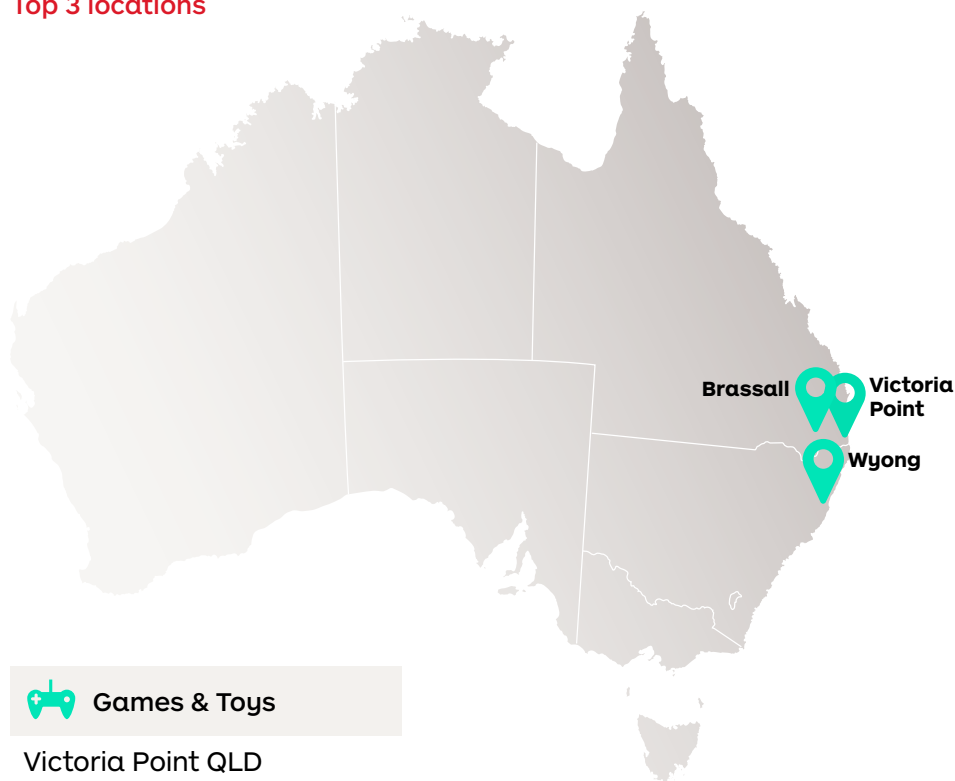 Top 3 locations
Brassall
Victoria
Point
Wyong
Games & Toys
Victoria Point QLD